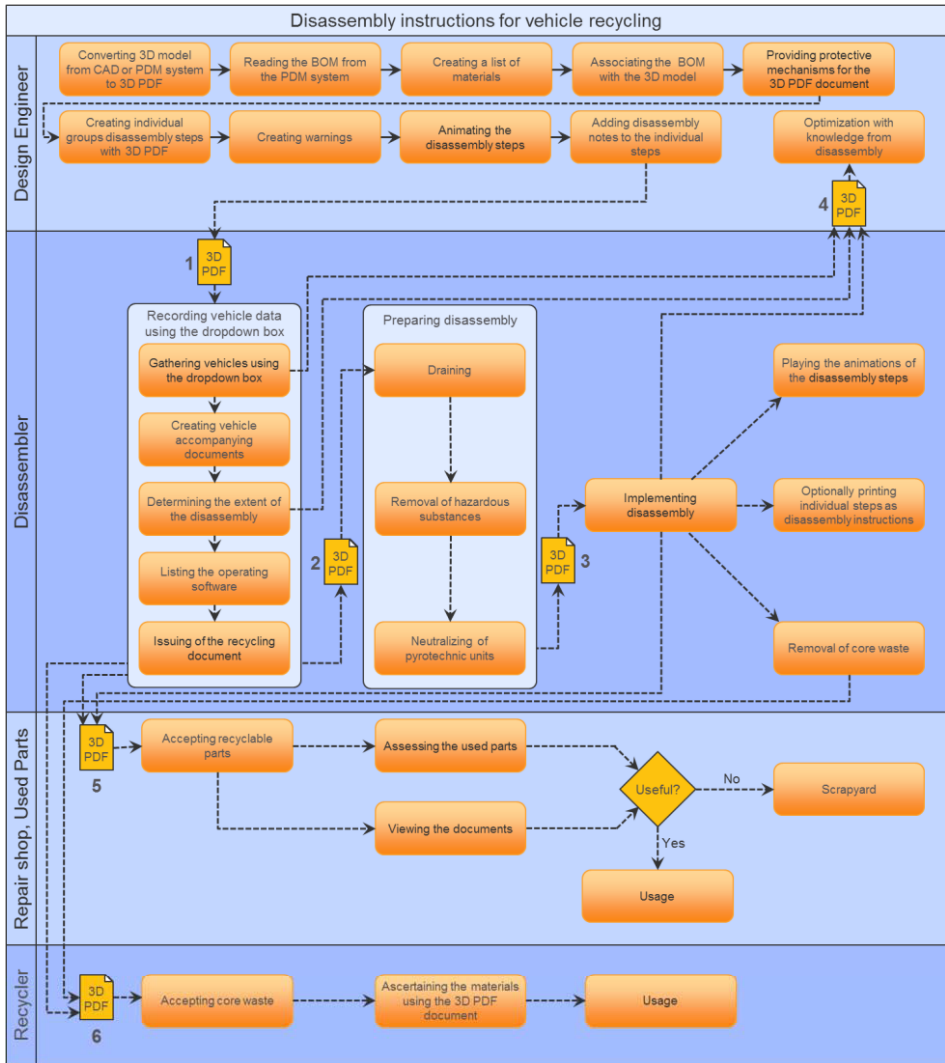 Disassembly instructions for vehicle recycling
Design Engineer
Converting 3D model
from CAD or PDM system
to 3D PDF
Reading the BOM from
the PDM system
Creating a list of
materials
Associating the BOM
with the 3D model
Providing protective
mechanisms for the
3D PDF document
Creating individual
groups disassembly steps
with 3D PDF
Creating warnings
Animating the
disassembly steps
Adding disassembly
notes to the individual
steps
Optimization with
knowledge from
disassembly
4
3D
PDF
Disassembler
1
3D
PDF
Recording vehicle data
using the dropdown box
Gathering vehicles using
the dropdown box
Creating vehicle
accompanying
documents
Determining the extent of
the disassembly
Listing the operating
software
Issuing of the recycling
document
2
3D
PDF
Preparing disassembly
Draining
Removal of hazardous
substances
Neutralizing of
pyrotechnic units
3D
PDF
3
Implementing
disassembly
Playing the animations of
the disassembly steps
Optionally printing
individual steps as
disassembly instructions
Removal of core waste
Repair shop, Used Parts
3D
PDF
5
Accepting recyclable
parts
Assessing the used parts
Viewing the documents
Useful?
No
Scrapyard
Yes
Usage
Recycler
3D
PDF
6
Accepting core waste
Ascertaining the materials
using the 3D PDF
document
Usage